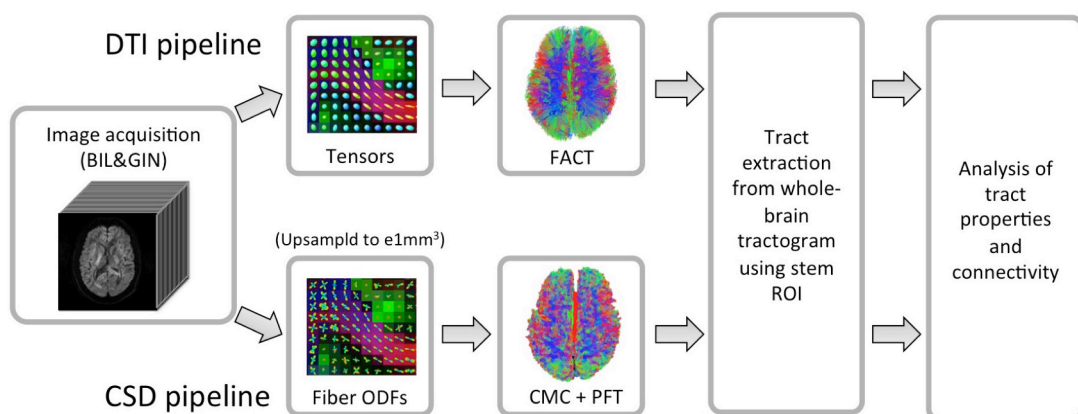 DTI pipeline
Image acquisition
(BIL&GIN)
Tensors
FACT
(Upsampld to e1mm³)
Fiber ODFs
CMC + PFT
CSD pipeline
Tract
extraction
from whole-
brain
tractogram
using stem
ROI
Analysis of
tract
properties
and
connectivity